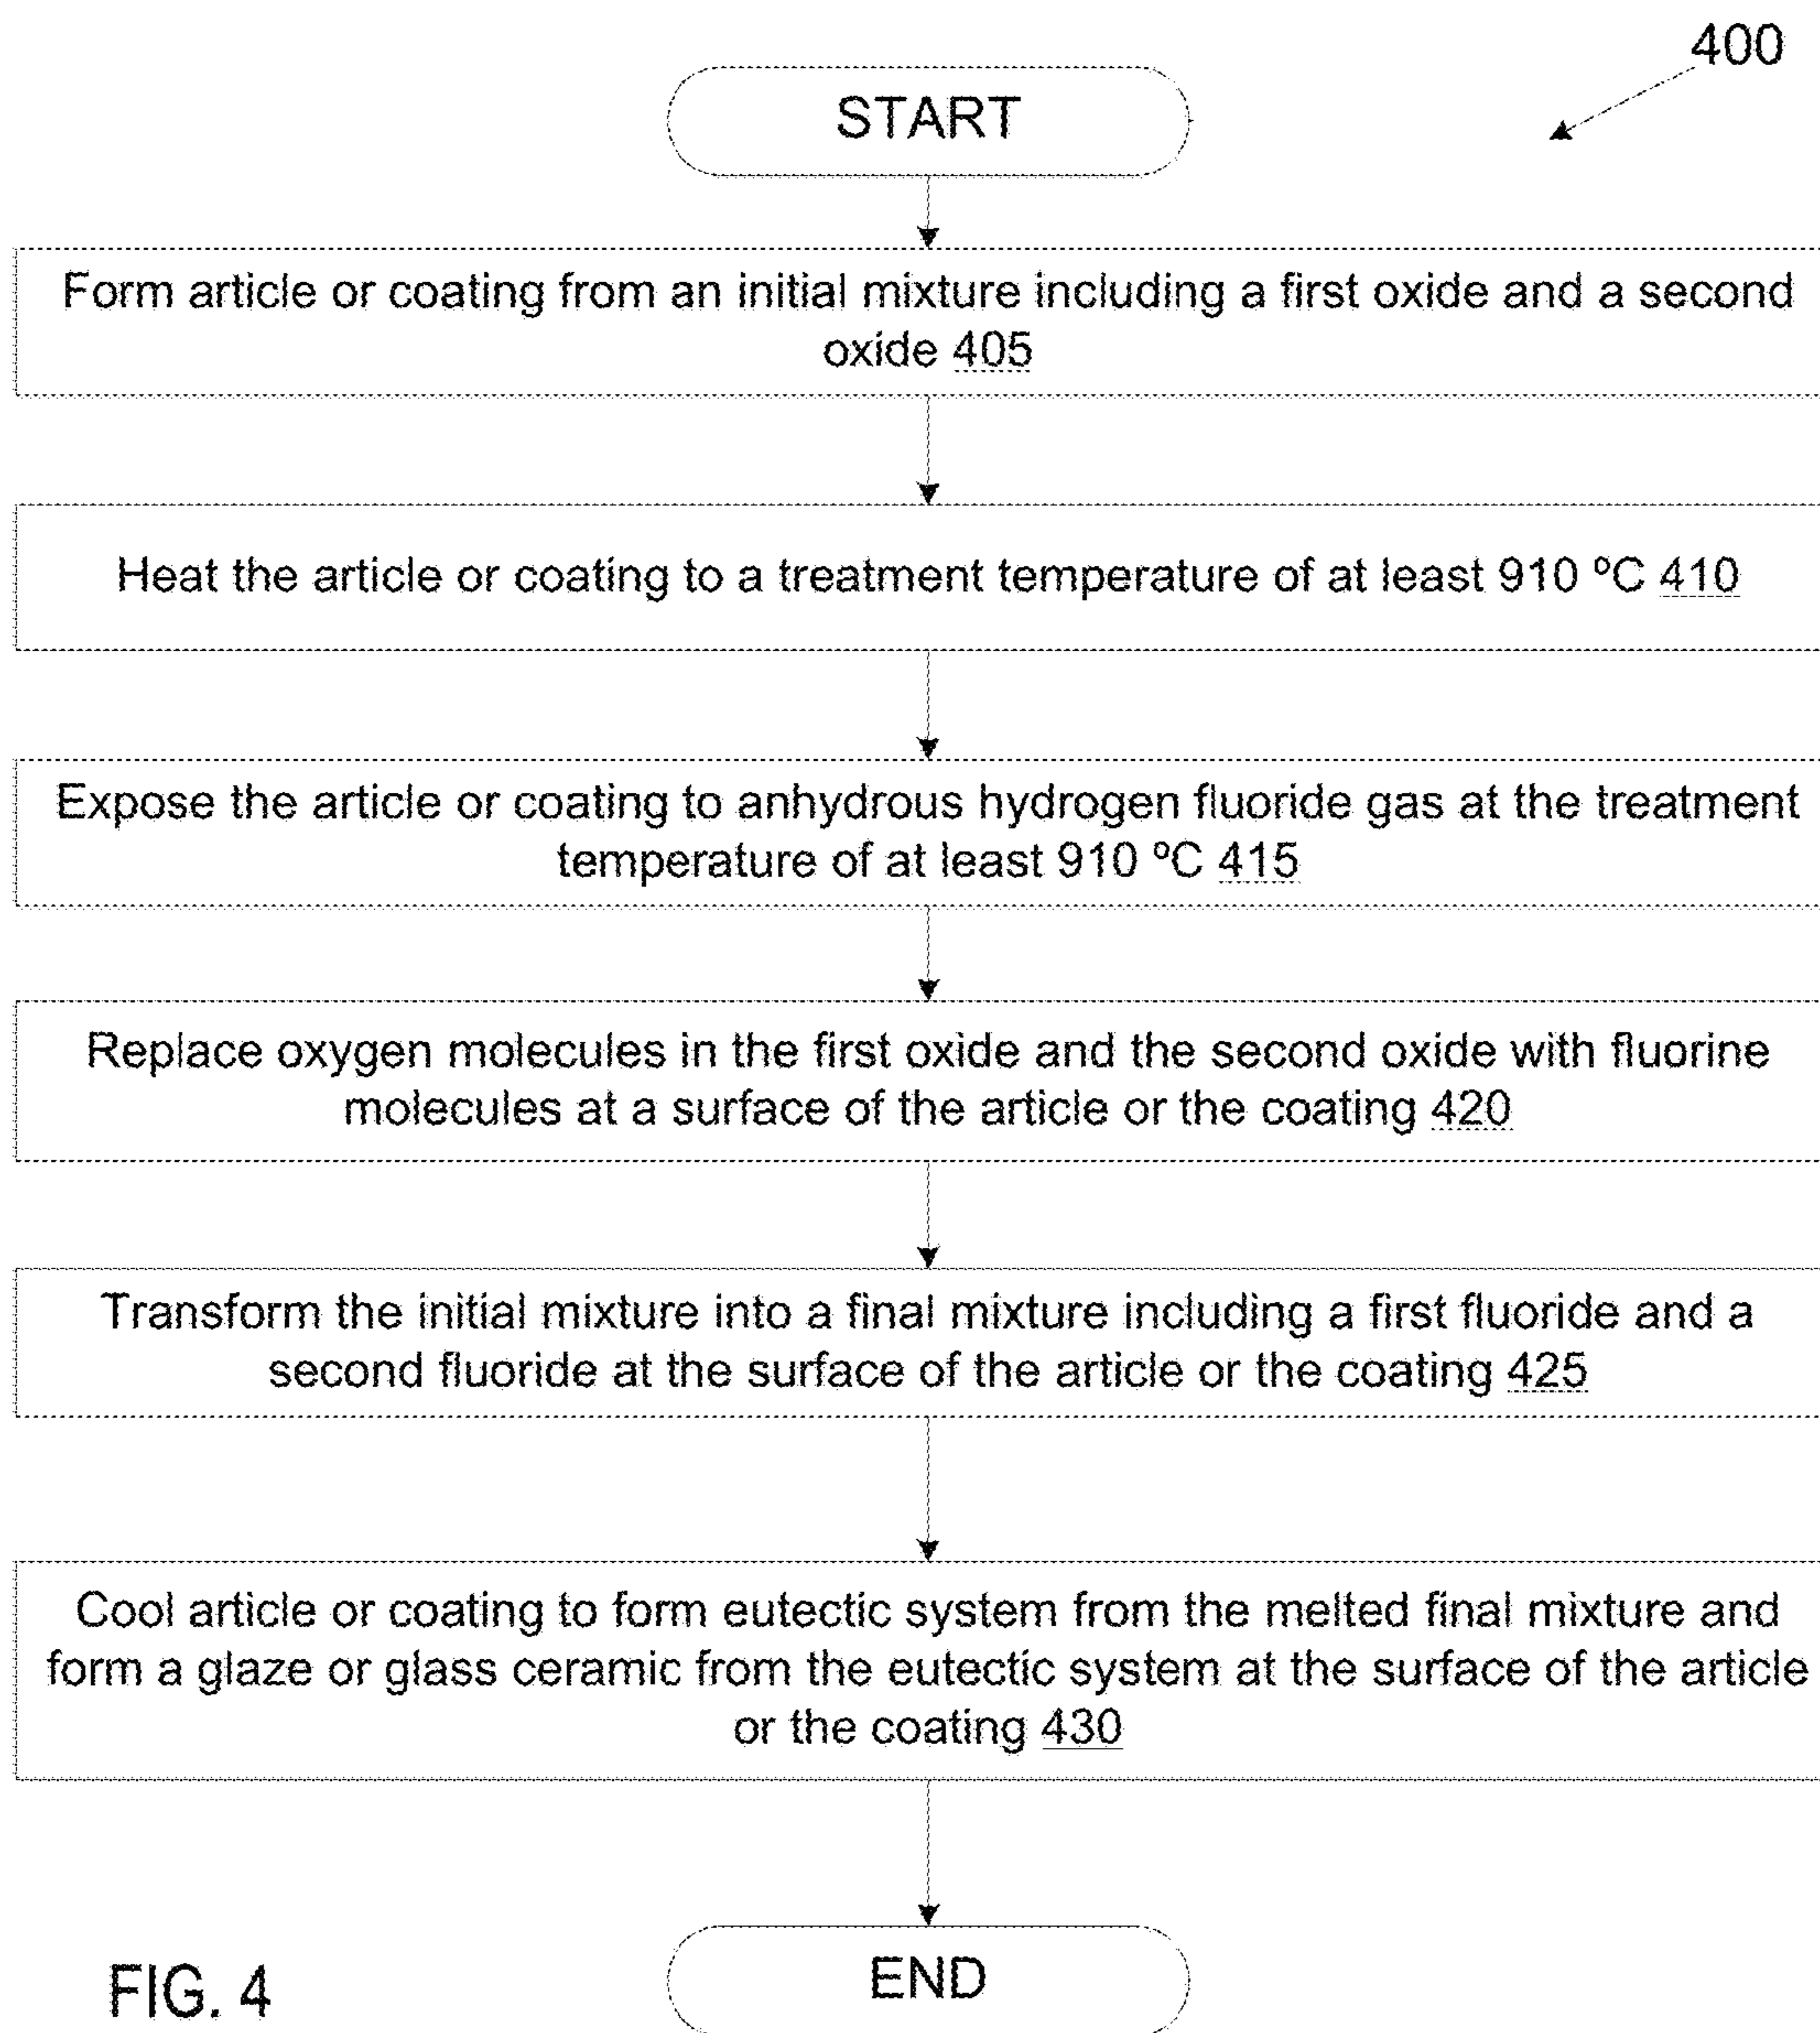 400
START
Form article or coating from an initial mixture including a first oxide and a second
oxide 405
Heat the article or coating to a treatment temperature of at least 910 ºC 410
Expose the article or coating to anhydrous hydrogen fluoride gas at the treatment
temperature of at least 910 ºC 415
Replace oxygen molecules in the first oxide and the second oxide with fluorine
molecules at a surface of the article or the coating 420
Transform the initial mixture into a final mixture including a first fluoride and a
second fluoride at the surface of the article or the coating 425
Cool article or coating to form eutectic system from the melted final mixture and
form a glaze or glass ceramic from the eutectic system at the surface of the article
or the coating 430
END
FIG. 4